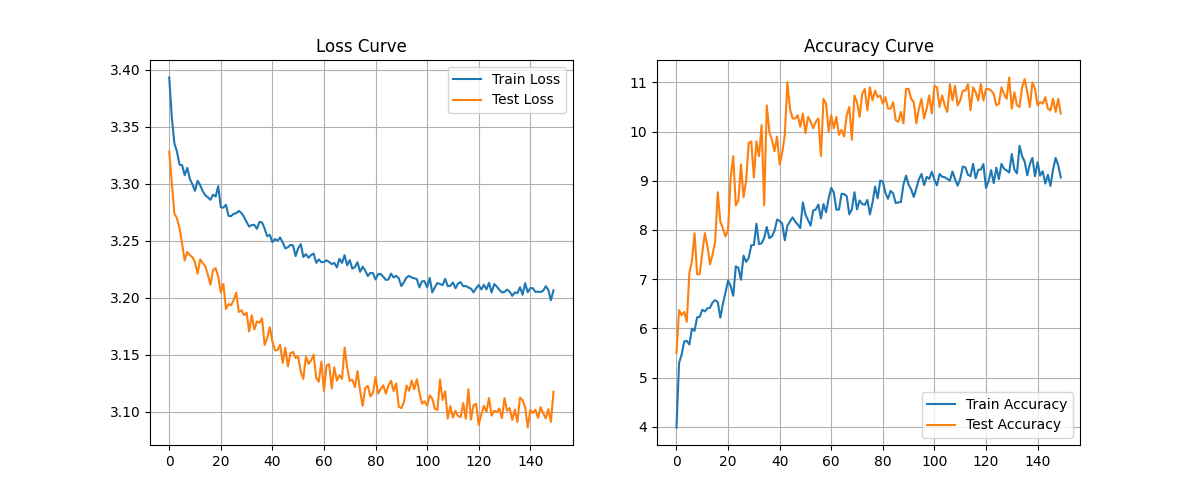 Loss Curve
3.40
3.35
3.30
3.25
3.20
3.15
3.10
0 20 40 60 80 100 120 140
Train Loss
Test Loss
Accuracy Curve
11
10
9
8
7
6
5
4
0 20 40 60 80 100 120 140
Train Accuracy
Test Accuracy